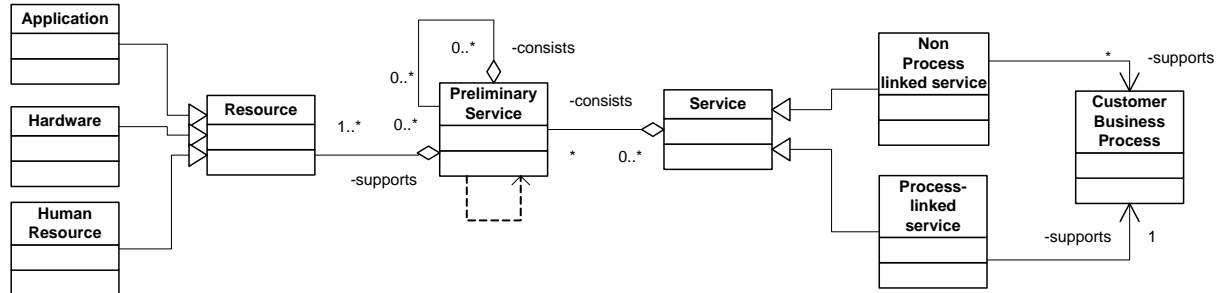 Application
Hardware
Human
Resource
Resource
1..*
0..*
-supports
0..*
-consists
0..*
Preliminary
Service
-consists
*
0..*
Service
Non
Process
linked service
Process-
linked
service
*
-supports
Customer
Business
Process
-supports
1